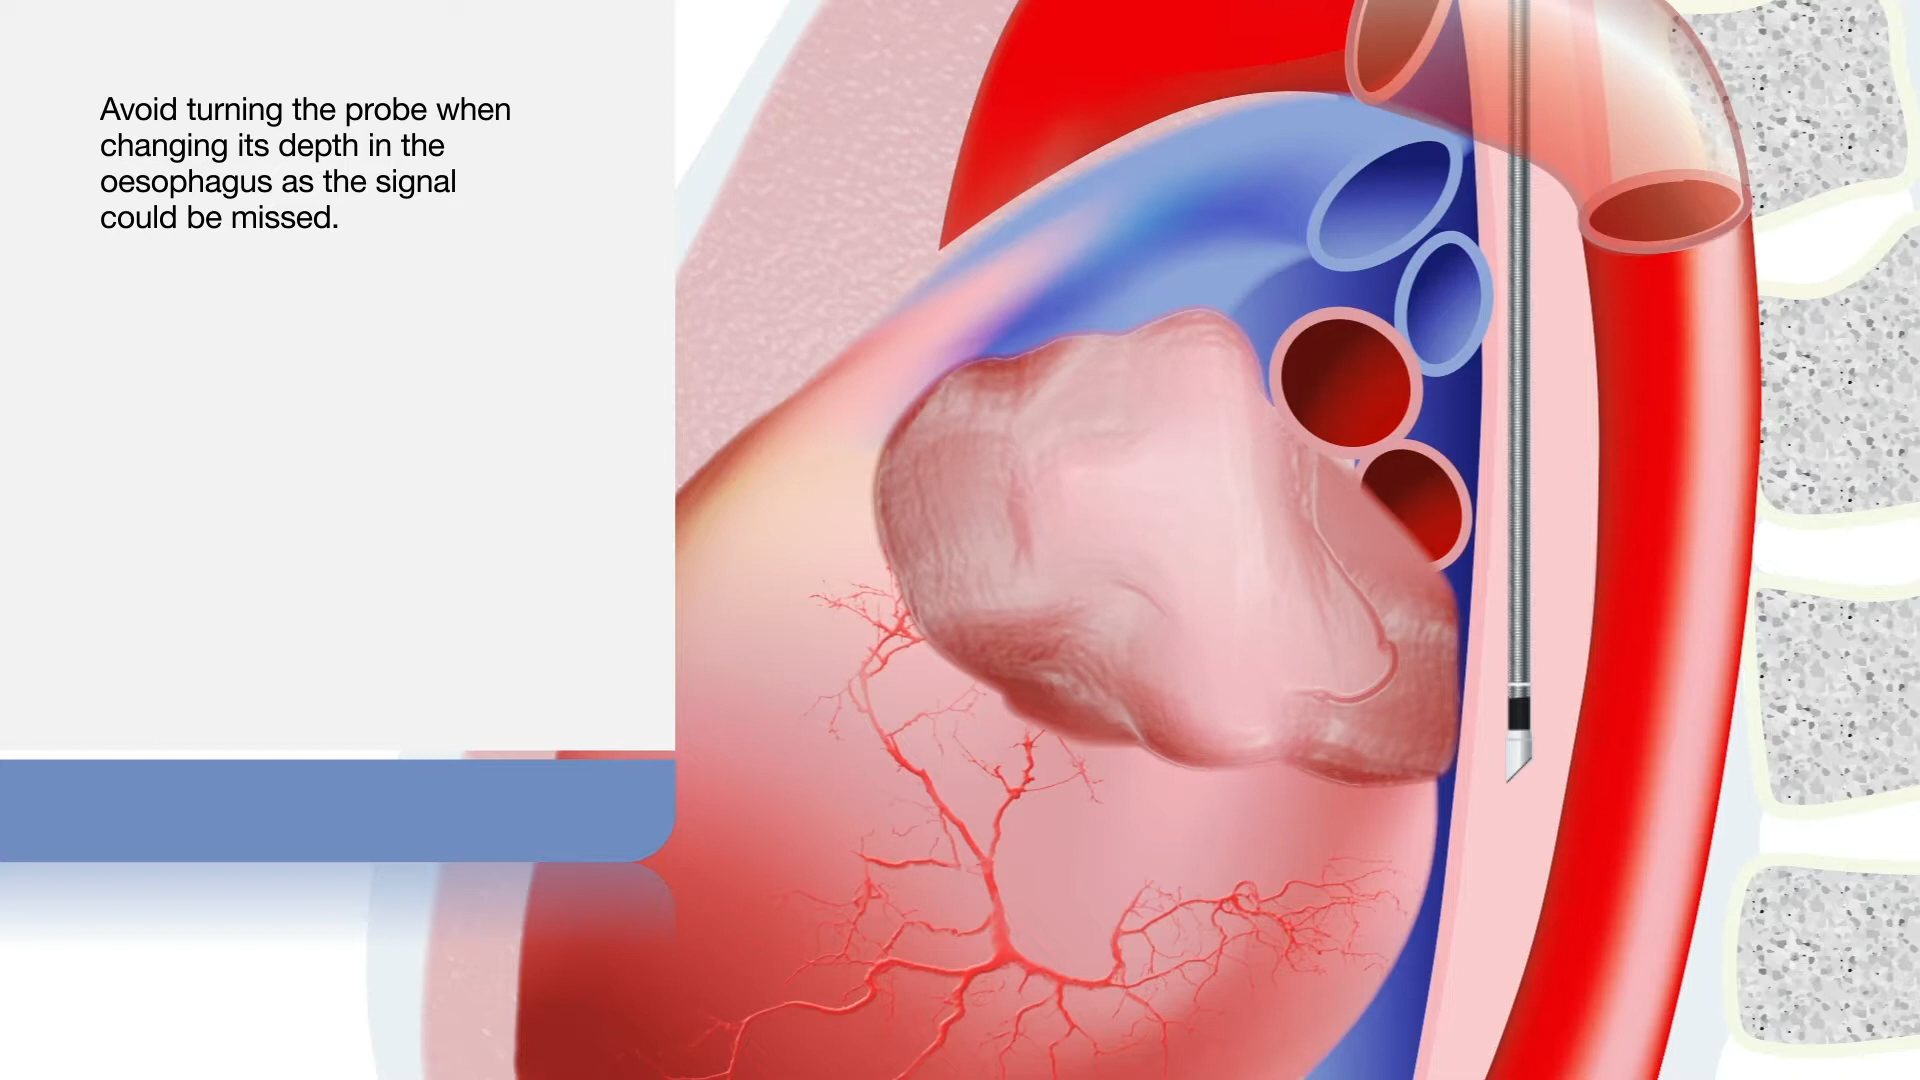 Avoid turning the probe when
changing its depth in the
oesophagus as the signal
could be missed.